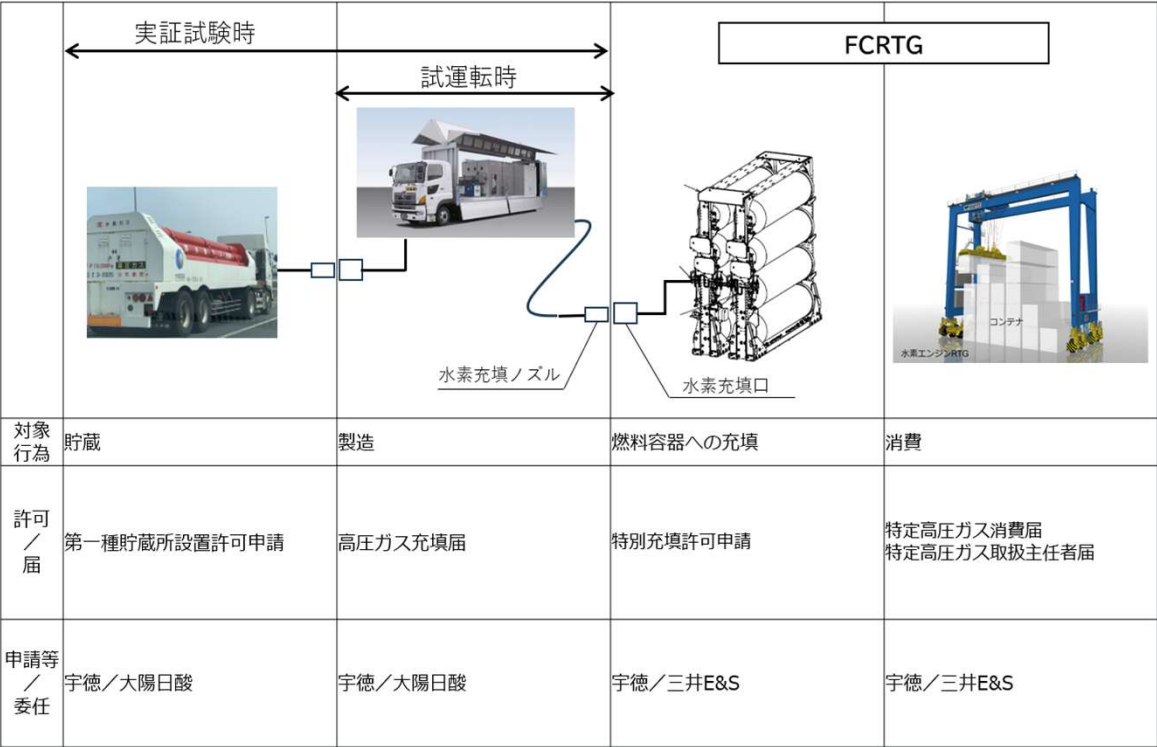 実証試験時
FCRTG
試運転時
水素充填ノズル
水素充填口
コンテナ
水素エンジンRTG
対象
行為
貯蔵
製造
燃料容器への充填
消費
許可
／
届
第一種貯蔵所設置許可申請
高圧ガス充填届
特別充填許可申請
特定高圧ガス消費届
特定高圧ガス取扱主任者届
申請等
／
委任
宇徳／大陽日酸
宇徳／大陽日酸
宇徳／三井E&S
宇徳／三井E&S